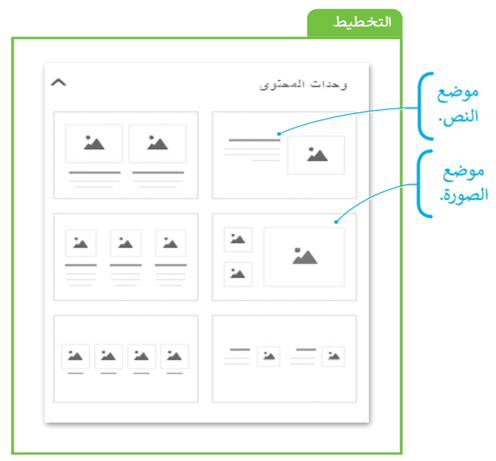 التخطيط
وحدات المحتوى
موضع
النص.
موضع
الصورة.